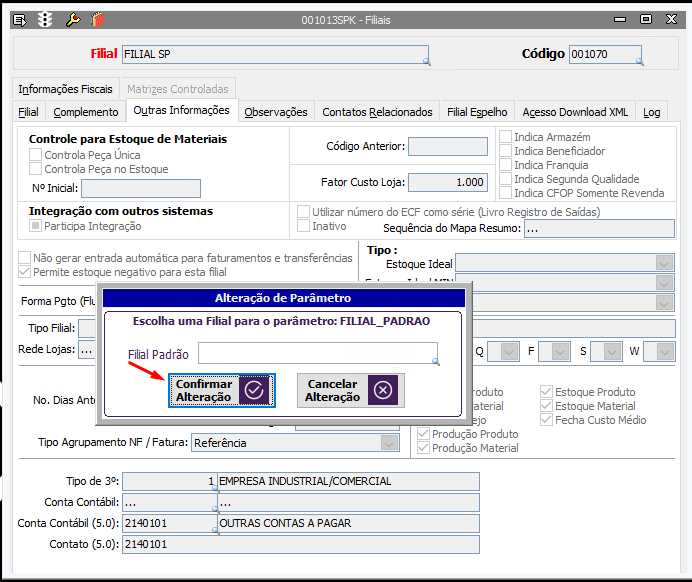 001013SPK - Filiais
Filial FILIAL SP Código 001070
Informações Fiscais Matrizes Controladas
Filial Complemento Outras Informações Observações Contatos Relacionados Filial Espelho Acesso Download XML Log
Controle para Estoque de Materiais
Controla Peça Única
Controla Peça no Estoque
Nº Inicial:
Código Anterior:
Fator Custo Loja: 1.000
Indica Armazém
Indica Beneficiador
Indica Franquia
Indica Segunda Qualidade
Indica CFOP Somente Revenda
Integração com outros sistemas
Participa Integração
Utilizar número do ECF como série (Livro Registro de Saídas)
Inativo
Sequência do Mapa Resumo: ...
Não gerar entrada automática para faturamentos e transferências
Permite estoque negativo para esta filial
Tipo :
Estoque Ideal
Forma Pgto (Flu
Tipo Filial:
Rede Lojas: ...
Q F S W
Alteração de Parâmetro
Escolha uma Filial para o parâmetro: FILIAL_PADRAO
Filial Padrão
Confirmar Alteração
Cancelar Alteração
No. Dias Ante
Estoque Produto
Estoque Material
Fecha Custo Médio
Produção Produto
Produção Material
Tipo Agrupamento NF / Fatura: Referência
Tipo de 3º: 1 EMPRESA INDUSTRIAL/COMERCIAL
Conta Contábil: ... ...
Conta Contábil (5.0): 2140101 OUTRAS CONTAS A PAGAR
Contato (5.0): 2140101